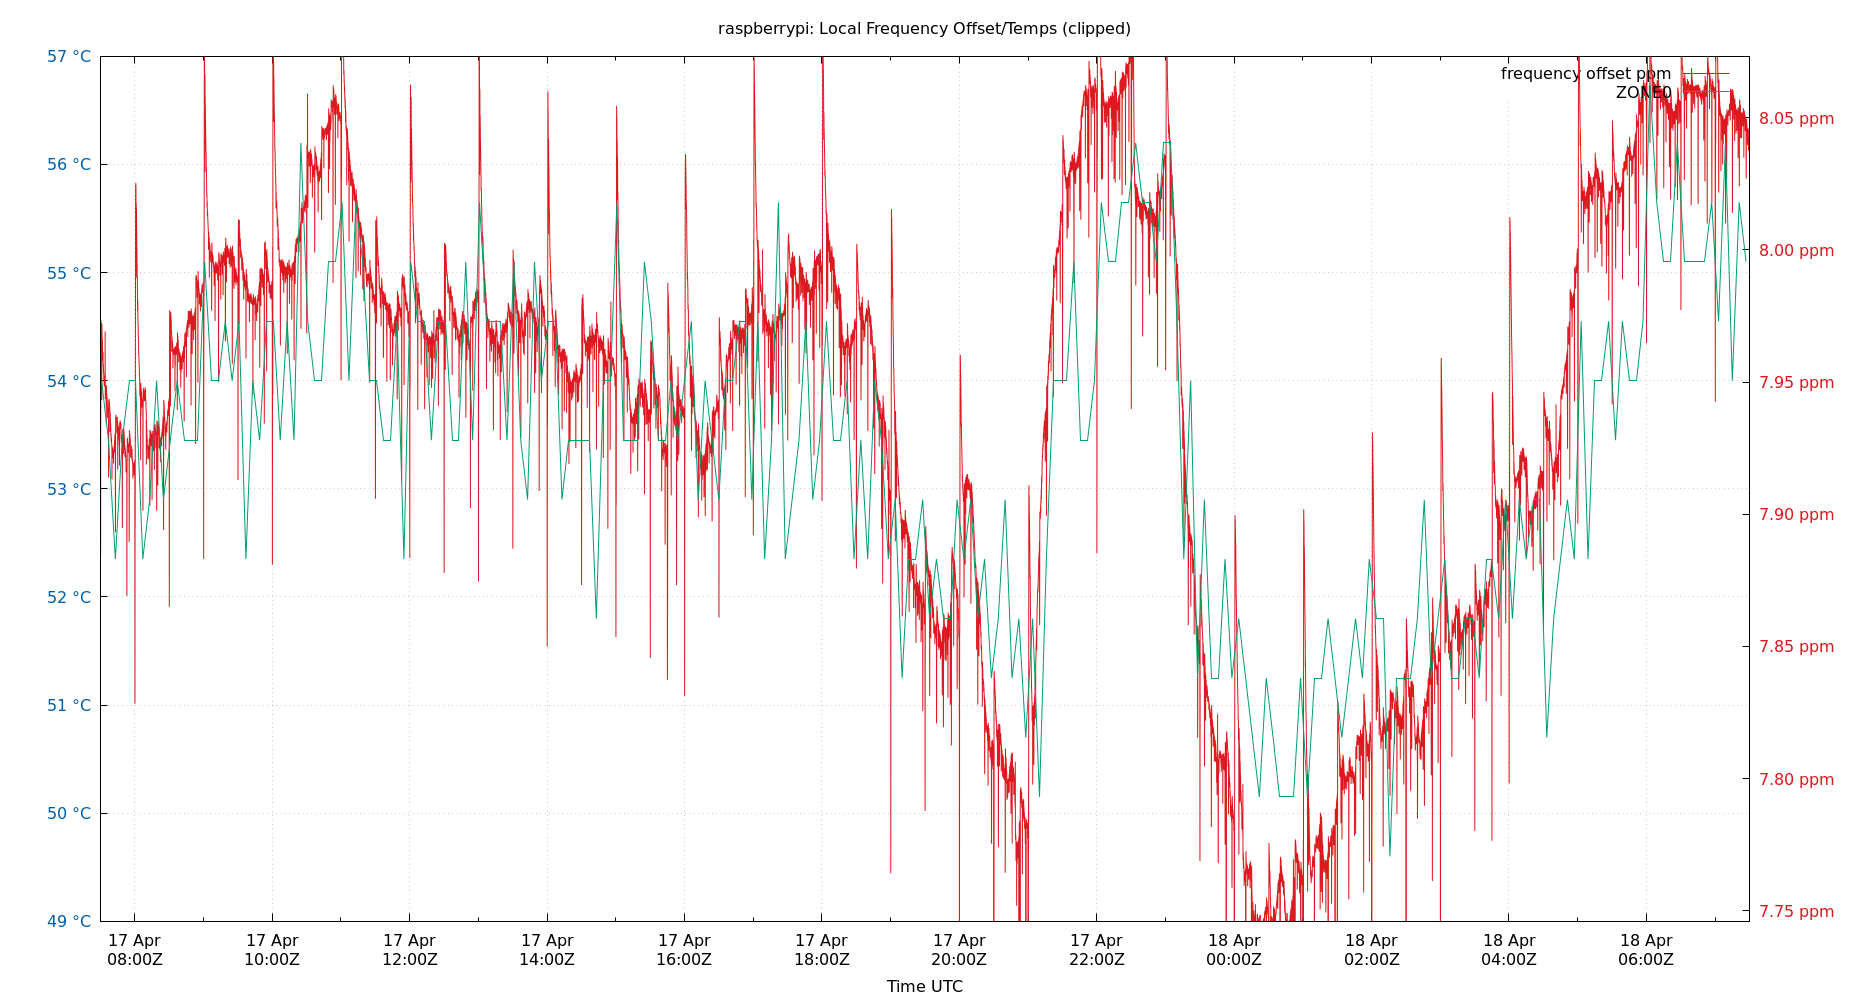 raspberrypi: Local Frequency Offset/Temps (clipped)
57 °C
56 °C
55 °C
54 °C
53 °C
52 °C
51 °C
50 °C
49 °C
frequency offset ppm
ZONE0
8.05 ppm
8.00 ppm
7.95 ppm
7.90 ppm
7.85 ppm
7.80 ppm
7.75 ppm
17 Apr 17 Apr 17 Apr 17 Apr 17 Apr 17 Apr 17 Apr 17 Apr 18 Apr 18 Apr 18 Apr 18 Apr
08:00Z 10:00Z 12:00Z 14:00Z 16:00Z 18:00Z 20:00Z 22:00Z 00:00Z 02:00Z 04:00Z 06:00Z
Time UTC